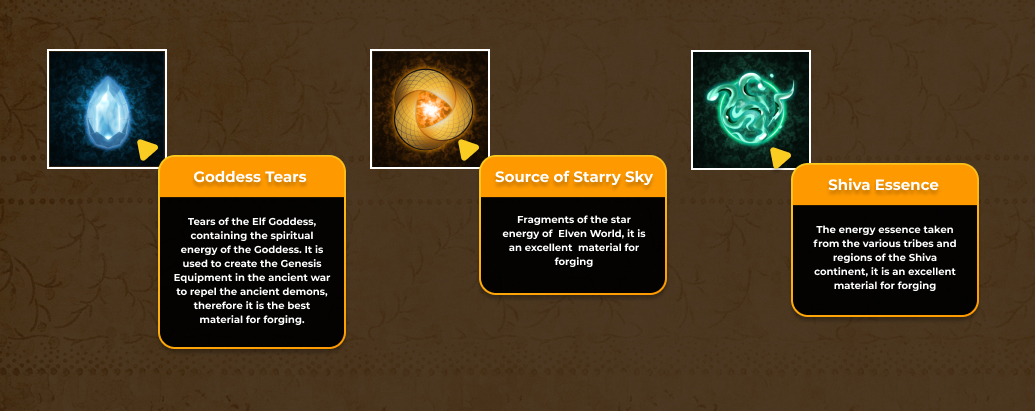 Goddess Tears
Tears of the Elf Goddess,
containing the spiritual
energy of the Goddess. It is
used to create the Genesis
Equipment in the ancient war
to repel the ancient demons,
therefore it is the best
material for forging.
Source of Starry Sky
Fragments of the star
energy of  Elven World, it is
an excellent  material for
forging
Shiva Essence
The energy essence taken
from the various tribes and
regions of the Shiva
continent, it is an excellent
material for forging